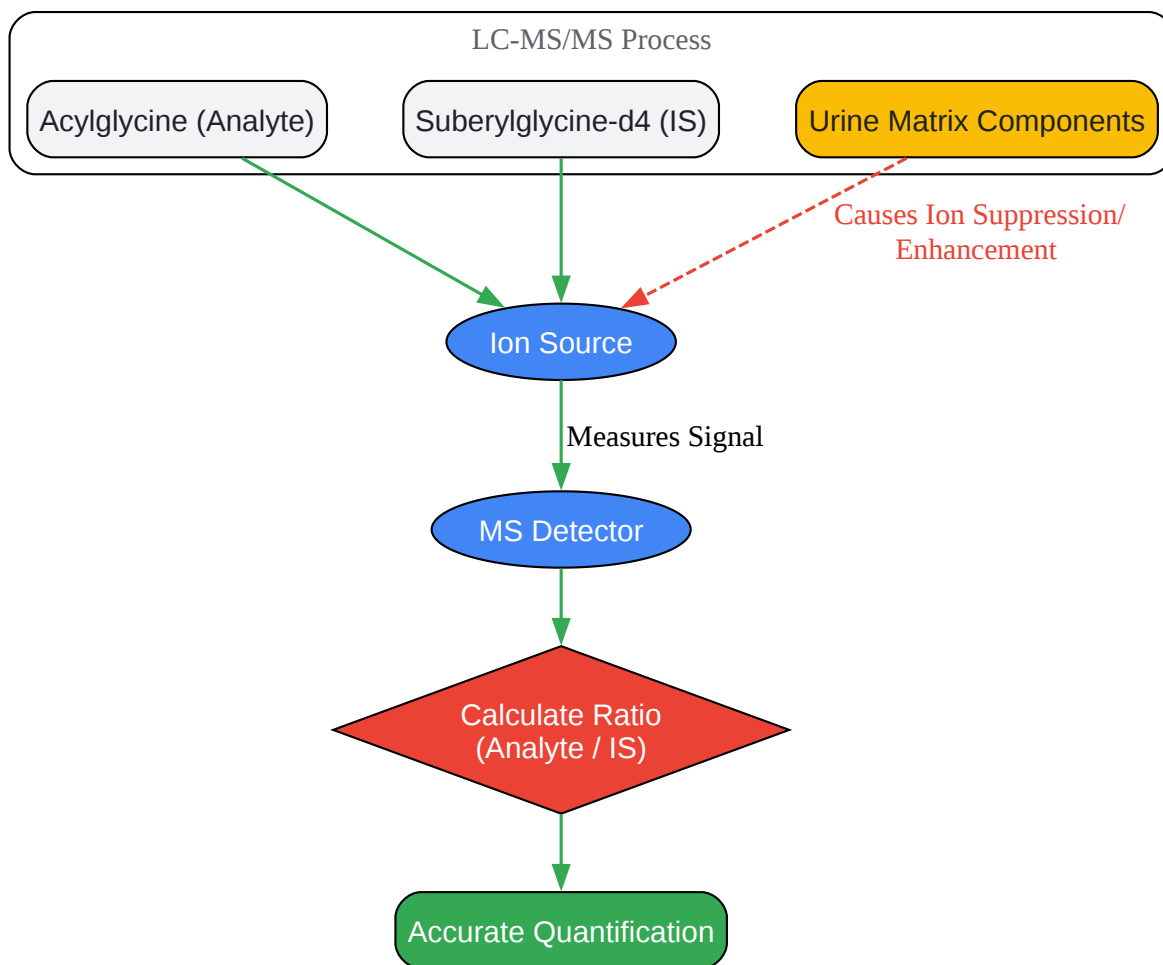 LC-MS/MS Process
Acylglycine (Analyte)
Suberylglycine-d4 (IS)
Urine Matrix Components
Causes Ion Suppression/
Enhancement
Ion Source
Measures Signal
MS Detector
Calculate Ratio
(Analyte / IS)
Accurate Quantification